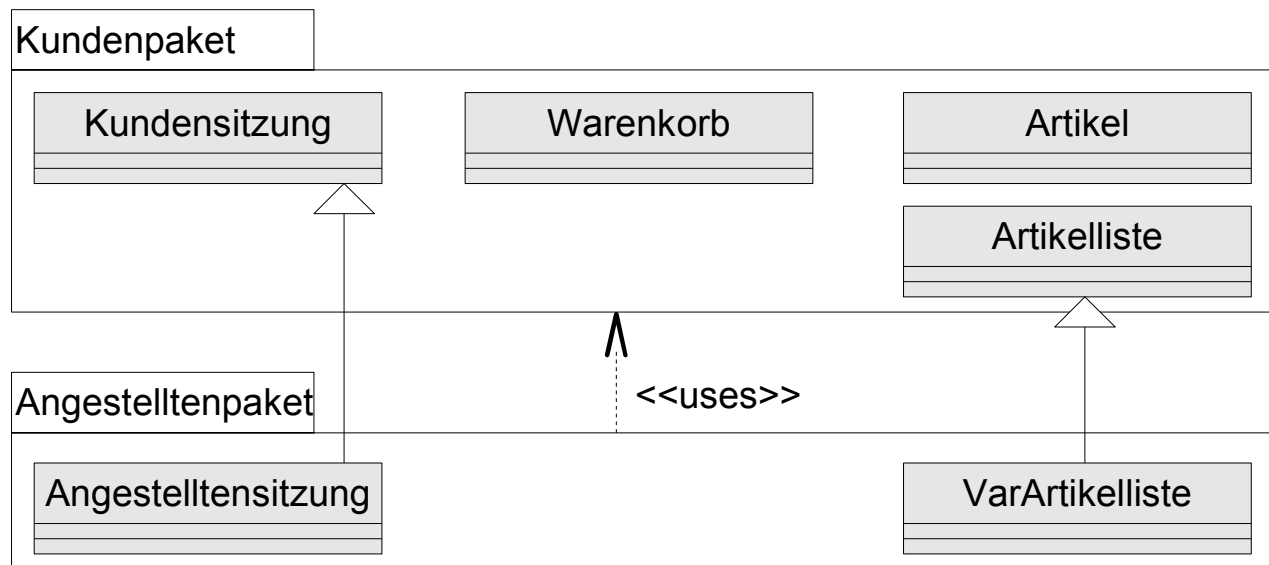 Kundenpaket
Kundensitzung
Warenkorb
Artikel
Artikelliste
<<uses>>
Angestelltenpaket
Angestelltensitzung
VarArtikelliste